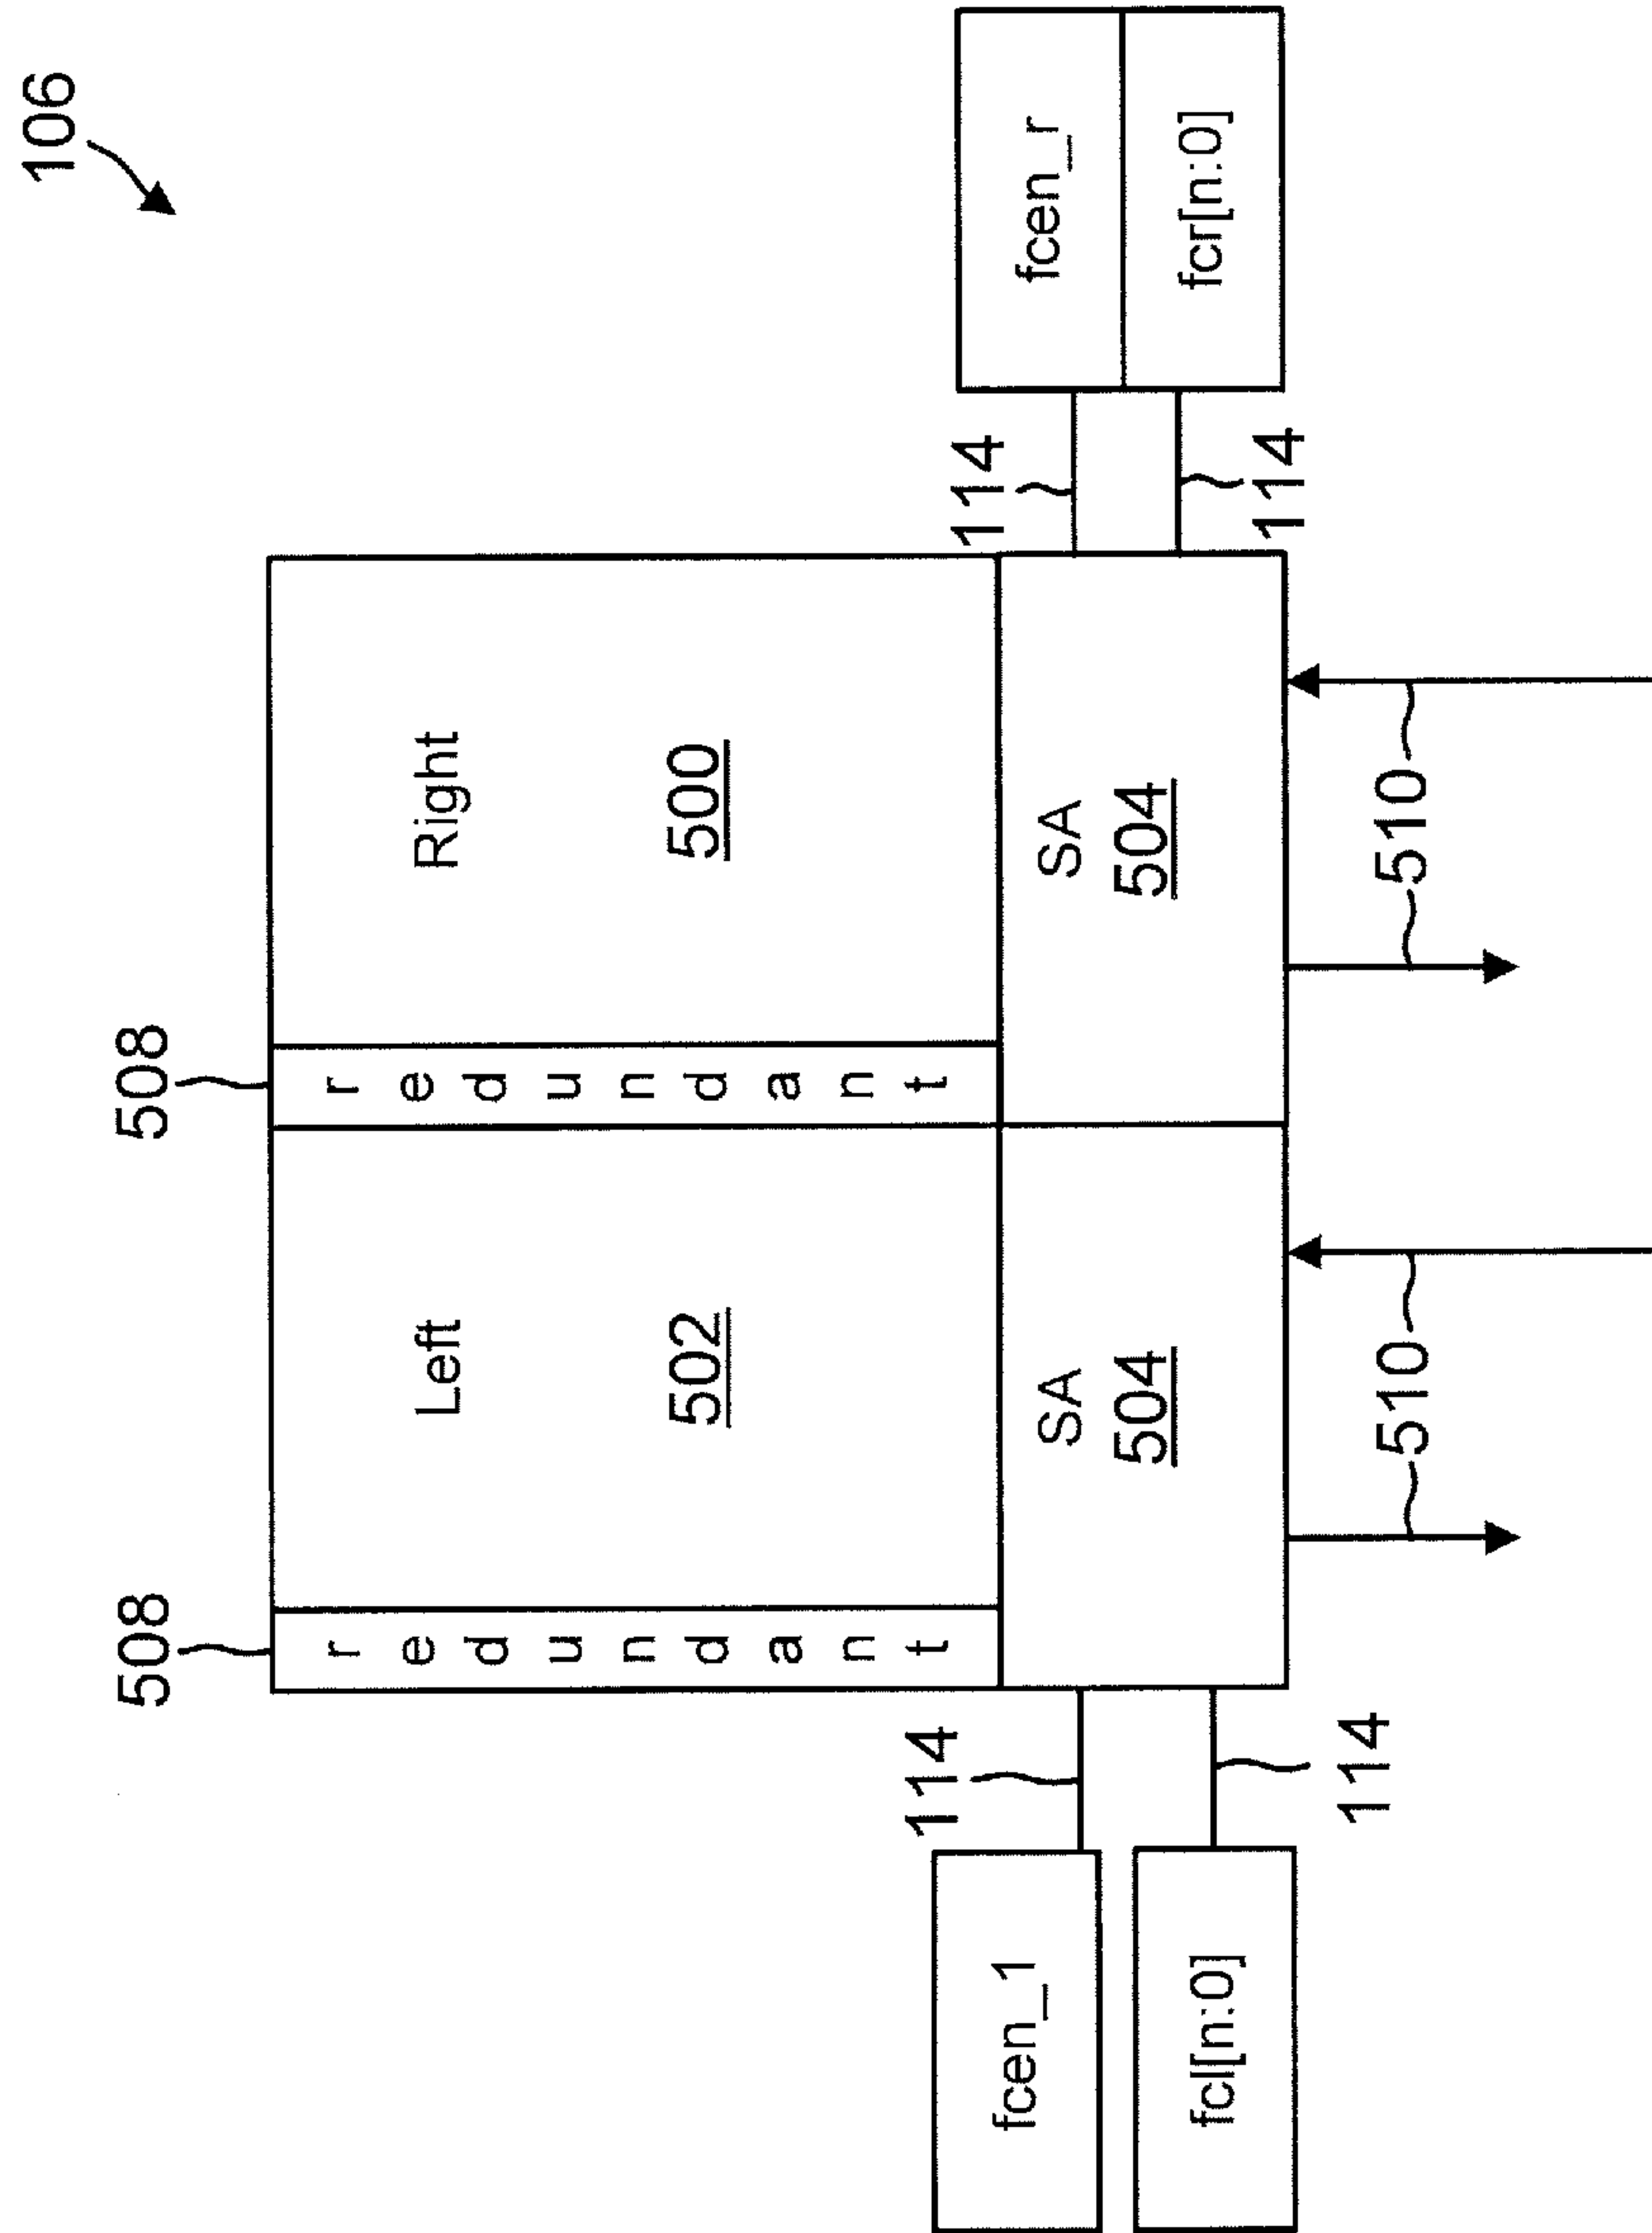 106
508
508
redundant
Left
502
redundant
Right
500
114
114
fcen_1
SA
504
SA
504
fcen_r
fcl[n:0]
114
114
fcr[n:0]
510
510